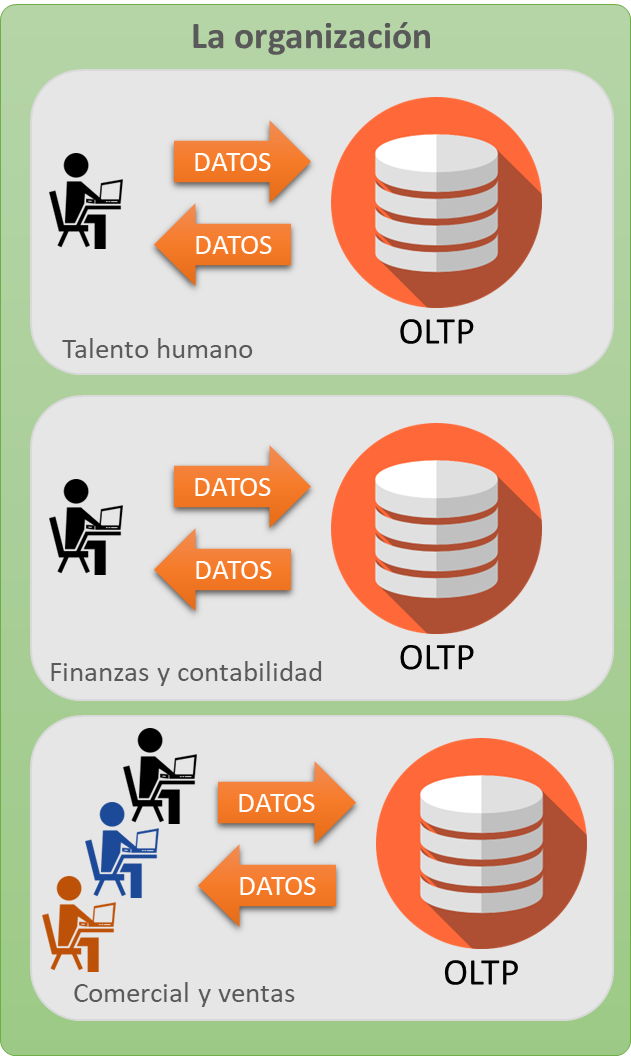 La organización
DATOS
DATOS
OLTP
Talento humano
DATOS
DATOS
OLTP
Finanzas y contabilidad
DATOS
DATOS
OLTP
Comercial y ventas